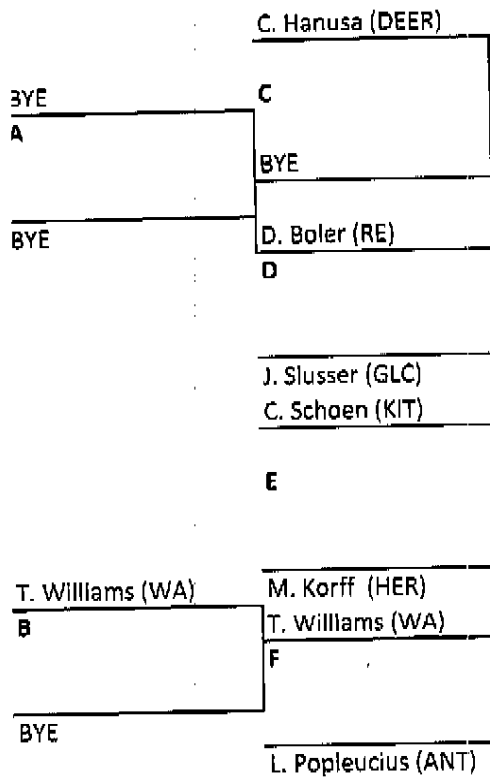 C. Hanusa (DEER)
BYE
C
A
BYE
BYE
D. Boler (RE)
D
J. Slusser (GLC)
C. Schoen (KIT)
E
T. Williams (WA)
M. Korff (HER)
B
T. Williams (WA)
F
BYE
L. Popleucius (ANT)